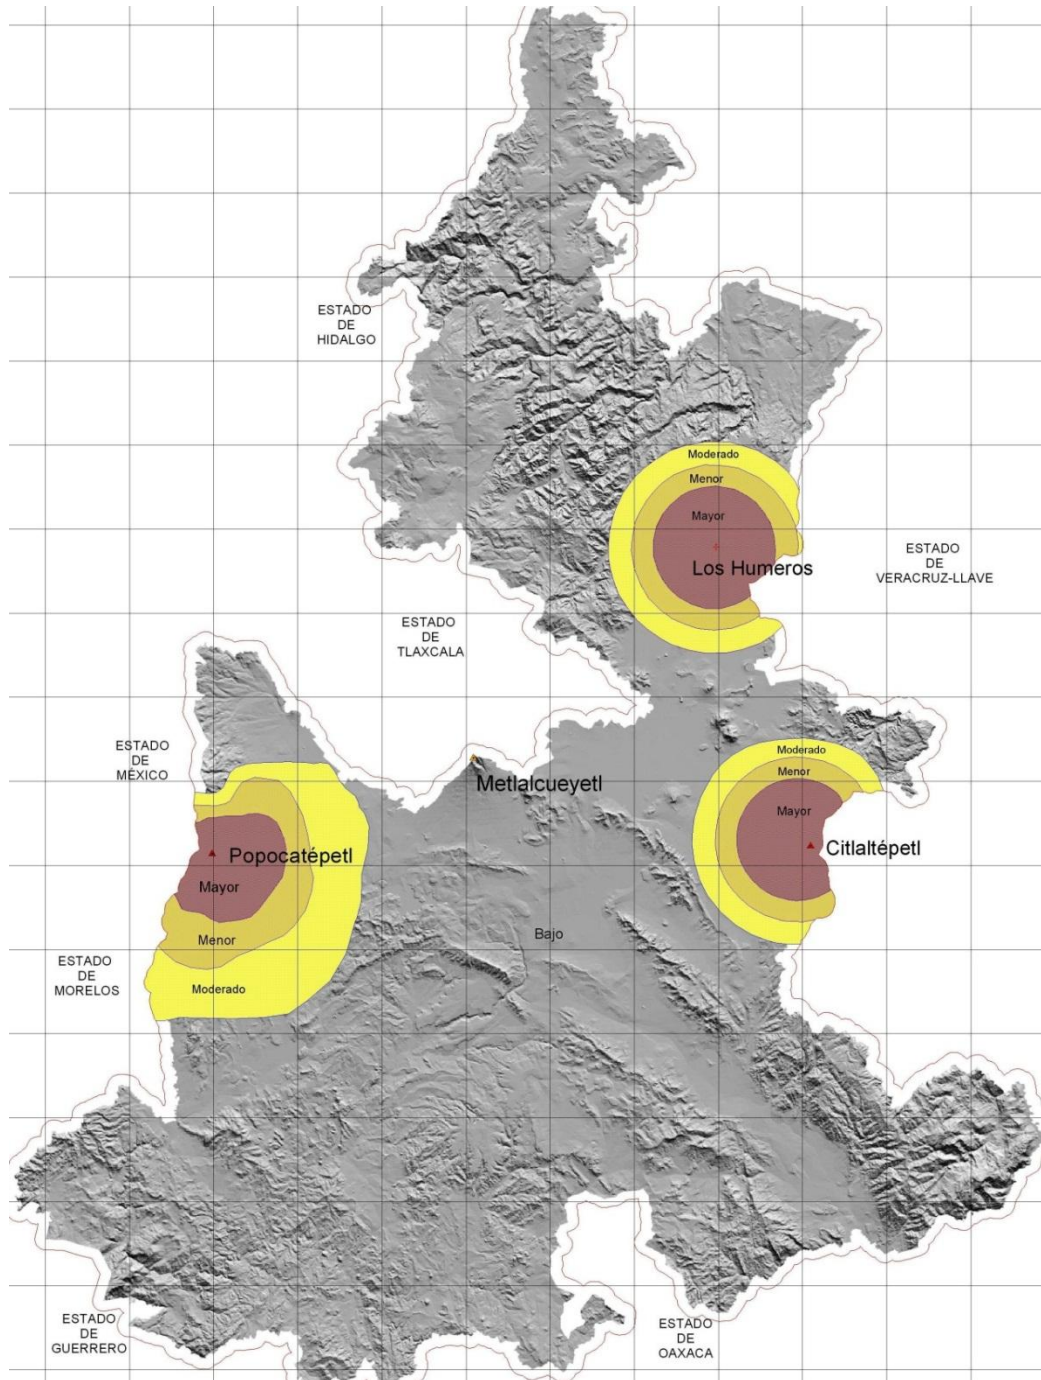 ESTADO
DE
HIDALGO
Moderado
Menor
Mayor
Los Humeros
ESTADO
DE
VERACRUZ-LLAVE
ESTADO
DE
TLAXCALA
ESTADO
DE
MÉXICO
Metlalcueyetl
Moderado
Menor
Mayor
Citlaltépetl
Popocatépetl
Mayor
Menor
Moderado
Bajo
ESTADO
DE
MORELOS
ESTADO
DE
GUERRERO
ESTADO
DE
OAXACA